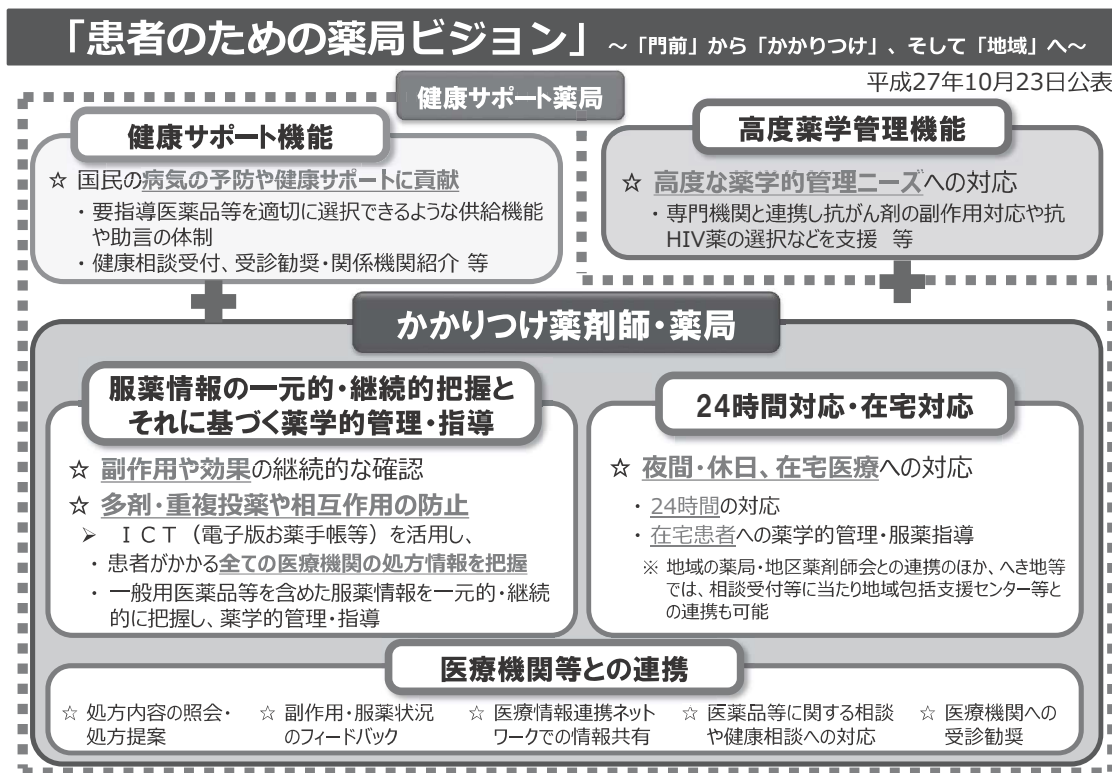 「患者のための薬局ビジョン」 ～「門前」から「かかりつけ」、そして「地域」へ～
平成27年10月23日公表
健康サポート薬局
健康サポート機能
☆ 国民の病気の予防や健康サポートに貢献
・要指導医薬品等を適切に選択できるような供給機能
や助言の体制
・健康相談受付、受診勧奨・関係機関紹介 等
高度薬学管理機能
☆ 高度な薬学的管理ニーズへの対応
・専門機関と連携し抗がん剤の副作用対応や抗
HIV薬の選択などを支援 等
かかりつけ薬剤師・薬局
服薬情報の一元的・継続的把握と
それに基づく薬学的管理・指導
☆ 副作用や効果の継続的な確認
☆ 多剤・重複投薬や相互作用の防止
➢ ＩＣＴ（電子版お薬手帳等）を活用し、
・患者がかかる全ての医療機関の処方情報を把握
・一般用医薬品等を含めた服薬情報を一元的・継続
的に把握し、薬学的管理・指導
24時間対応・在宅対応
☆ 夜間・休日、在宅医療への対応
・24時間の対応
・在宅患者への薬学的管理・服薬指導
※ 地域の薬局・地区薬剤師会との連携のほか、へき地等
では、相談受付等に当たり地域包括支援センター等と
の連携も可能
医療機関等との連携
☆ 処方内容の照会・
処方提案
☆ 副作用・服薬状況
のフィードバック
☆ 医療情報連携ネット
ワークでの情報共有
☆ 医薬品等に関する相談
や健康相談への対応
☆ 医療機関への
受診勧奨